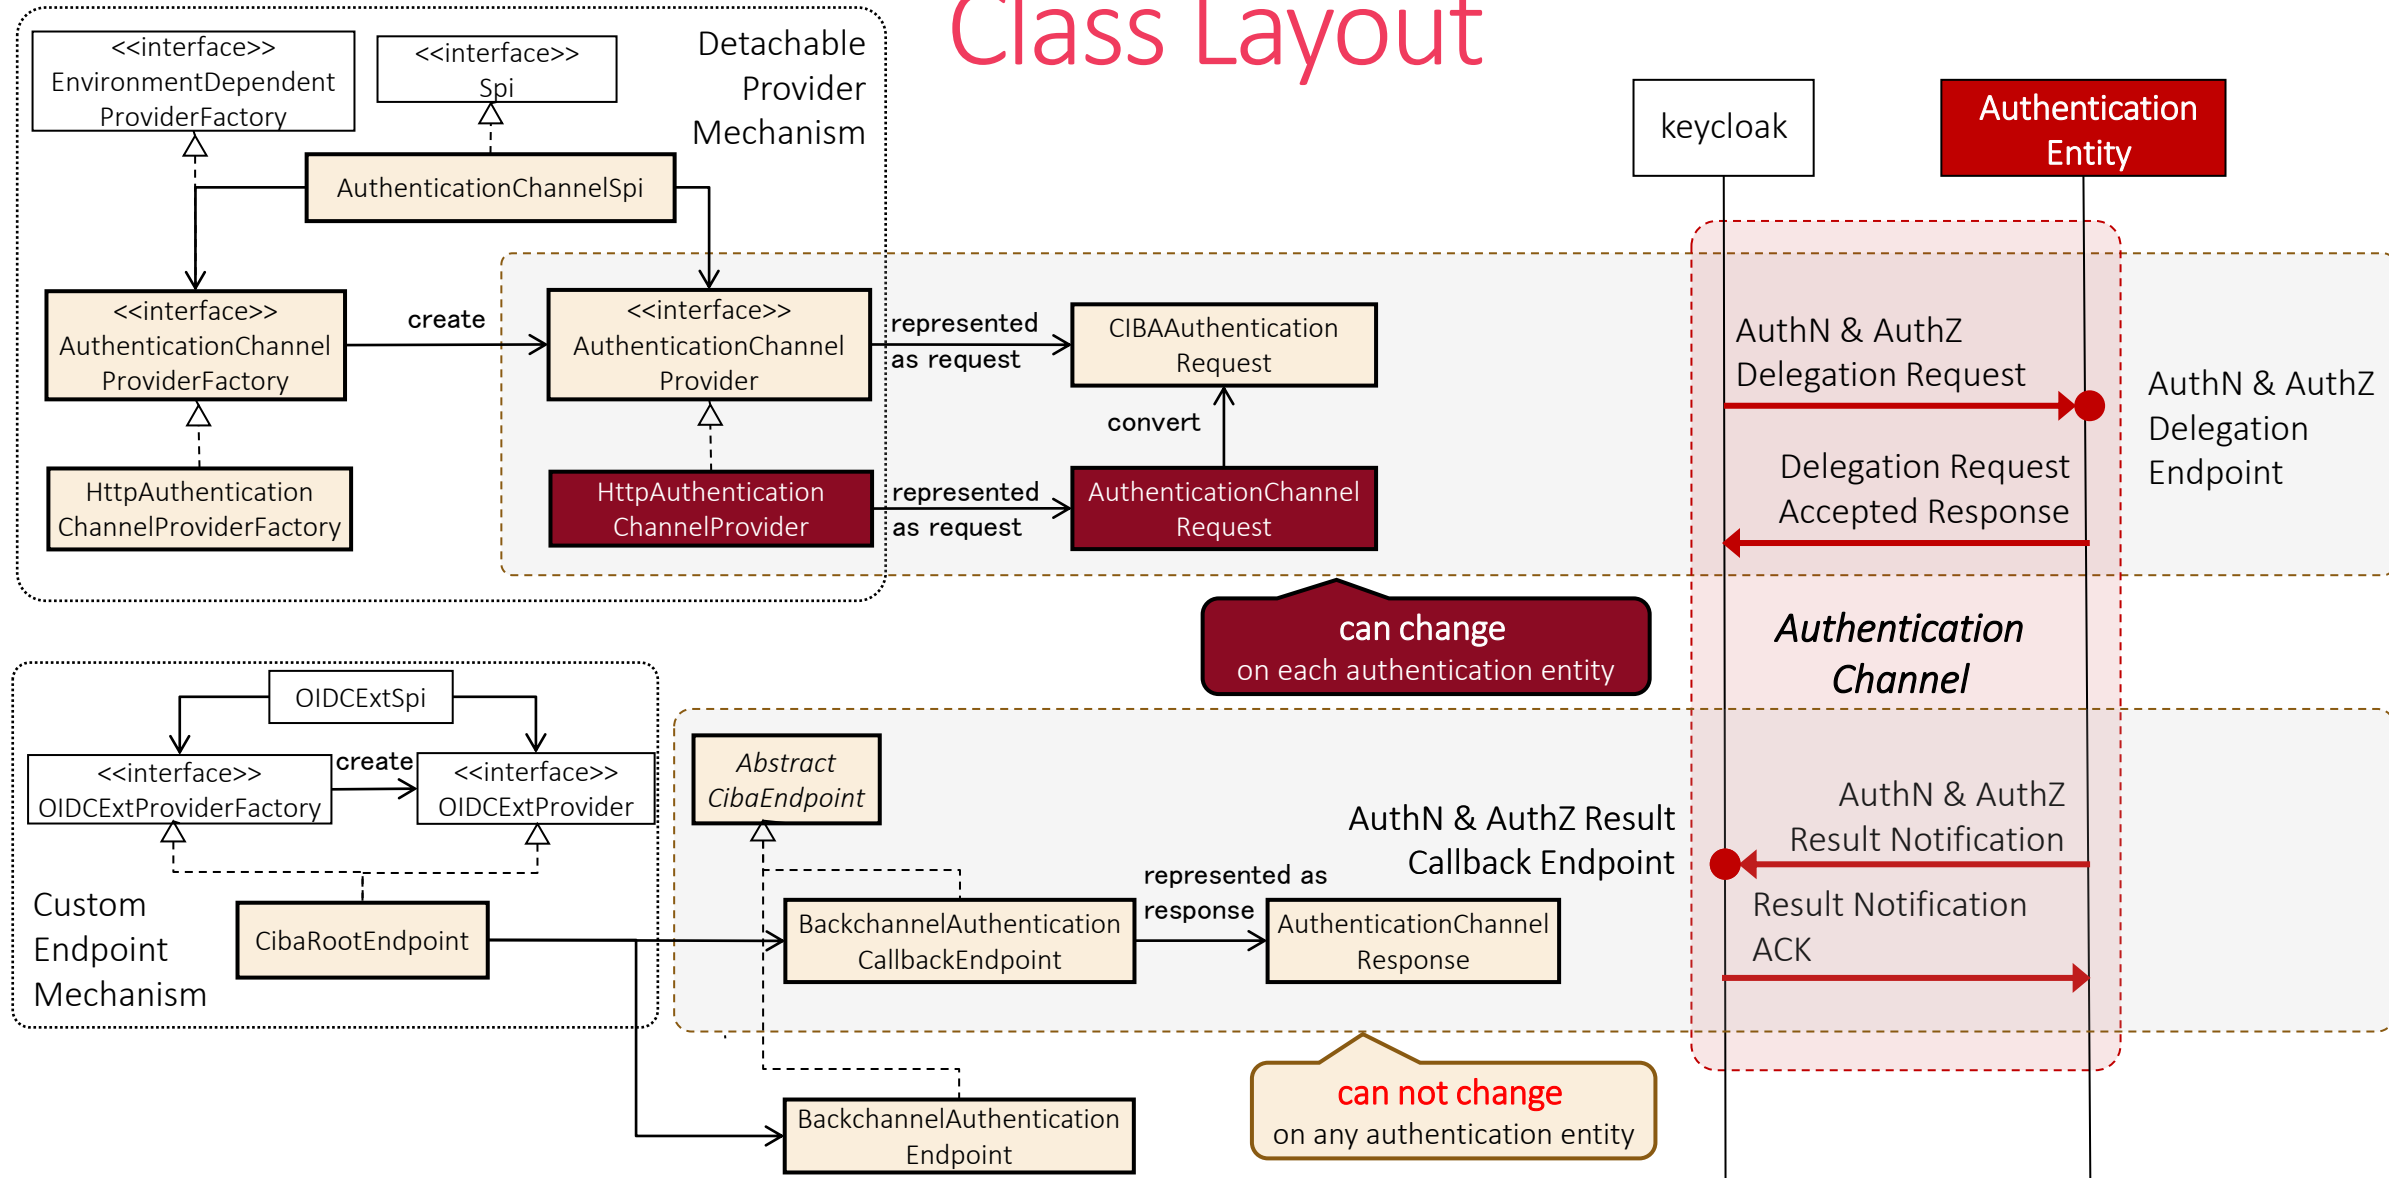 Class Layout
<<interface>>
EnvironmentDependent
ProviderFactory
<<interface>>
Spi
Detachable
Provider
Mechanism
AuthenticationChannelSpi
<<interface>>
AuthenticationChannel
ProviderFactory
create
<<interface>>
AuthenticationChannel
Provider
represented
as request
CIBAAuthentication
Request
convert
HttpAuthentication
ChannelProviderFactory
HttpAuthentication
ChannelProvider
represented
as request
AuthenticationChannel
Request
can change
on each authentication entity
keycloak
Authentication
Entity
AuthN & AuthZ
Delegation Request
Delegation Request
Accepted Response
AuthN & AuthZ
Delegation
Endpoint
Authentication
Channel
OIDCExtSpi
<<interface>>
OIDCExtProviderFactory
create
<<interface>>
OIDCExtProvider
Custom
Endpoint
Mechanism
CibaRootEndpoint
Abstract
CibaEndpoint
AuthN & AuthZ Result
Callback Endpoint
BackchannelAuthentication
CallbackEndpoint
represented as
response
AuthenticationChannel
Response
AuthN & AuthZ
Result Notification
Result Notification
ACK
BackchannelAuthentication
Endpoint
can not change
on any authentication entity